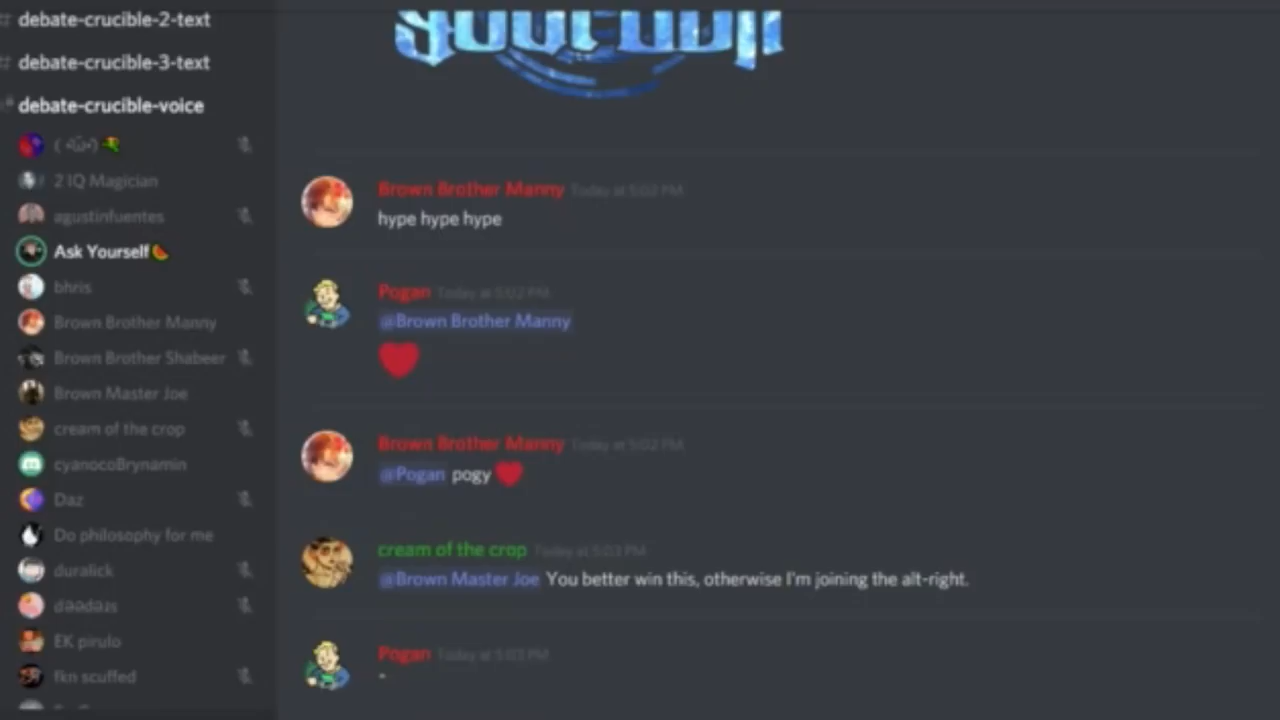 debate-crucible-2-text
debate-crucible-3-text
debate-crucible-voice
2 IQ Magician
agustinfuentes
Ask Yourself🍉
bhris
Brown Brother Manny
Brown Brother Shabeer
Brown Master Joe
cream of the crop
cyanocoBrynamin
Daz
Do philosophy for me
duralick
EK pirulo
fkn scuffed
Brown Brother Manny Today at 5:02 PM
hype hype hype
Pogan Today at 5:02 PM
@Brown Brother Manny
Brown Brother Manny Today at 5:02 PM
@Pogan pogy
cream of the crop Today at 5:03 PM
@Brown Master Joe You better win this, otherwise I'm joining the alt-right.
Pogan Today at 5:03 PM
-